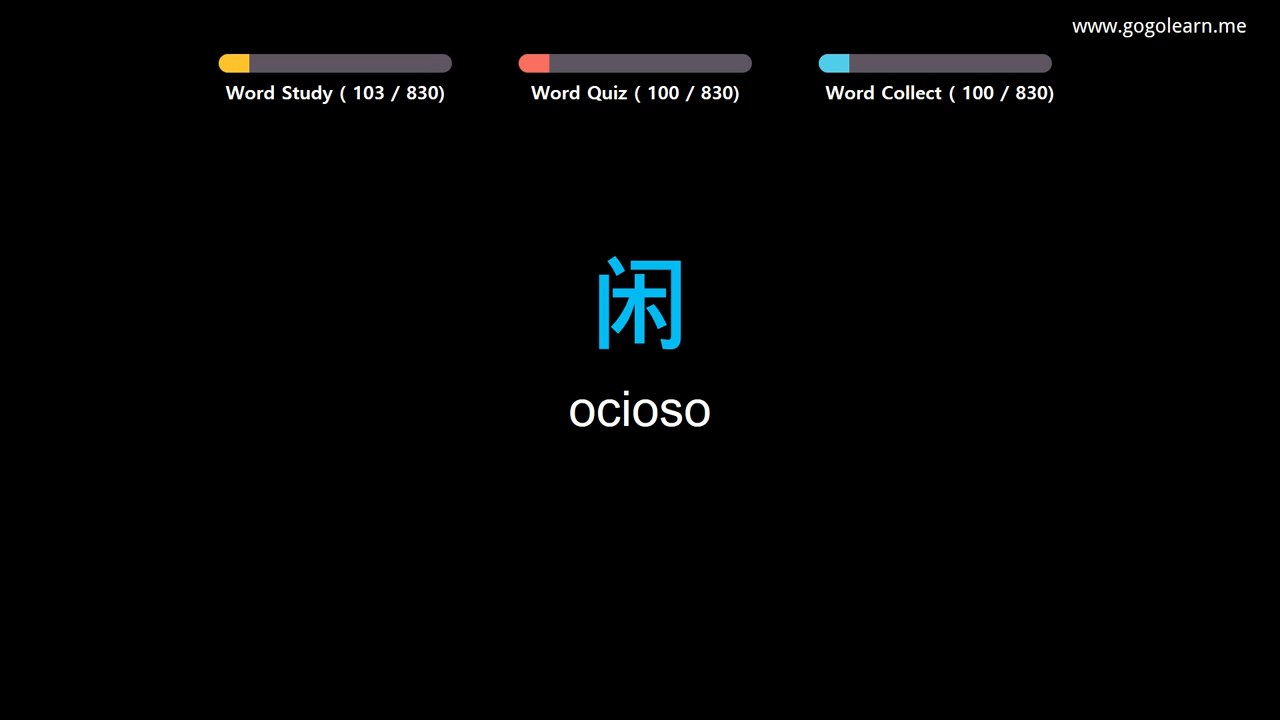 www.gogolearn.me
Word Study ( 103 / 830)
Word Quiz ( 100 / 830)
Word Collect ( 100 / 830)
闲
ocioso